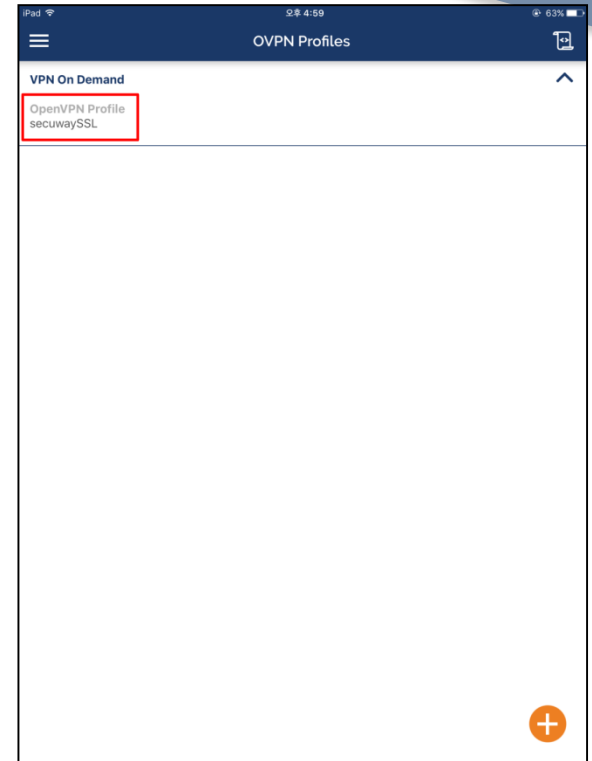 iPad 오후 4:59 63%
OVPN Profiles
VPN On Demand
OpenVPN Profile
secuwaySSL